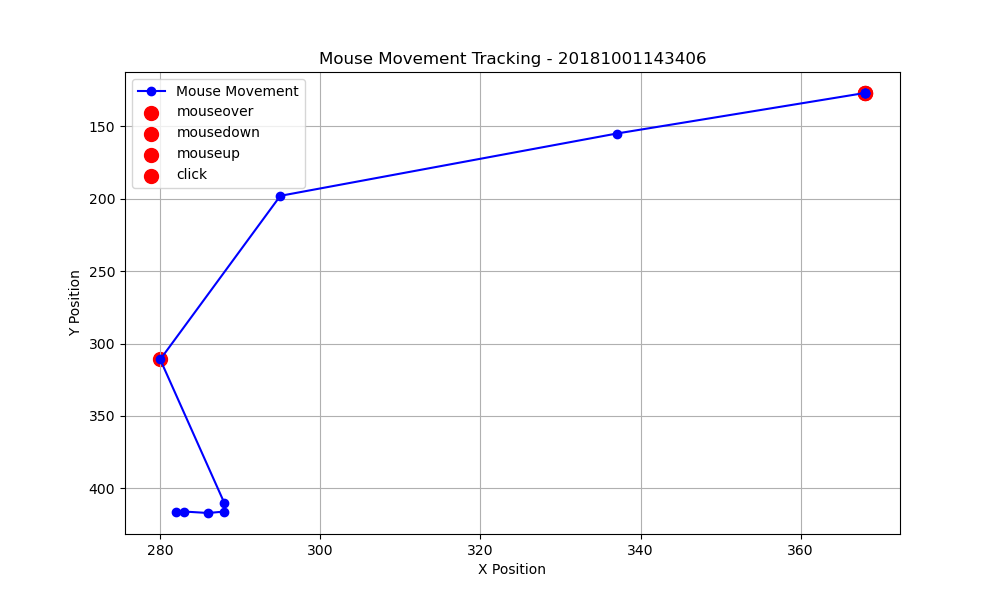 Mouse Movement Tracking - 20181001143406
Mouse Movement
mouseover
mousedown
mouseup
click
150
200
250
300
350
400
Y Position
280
300
320
340
360
X Position